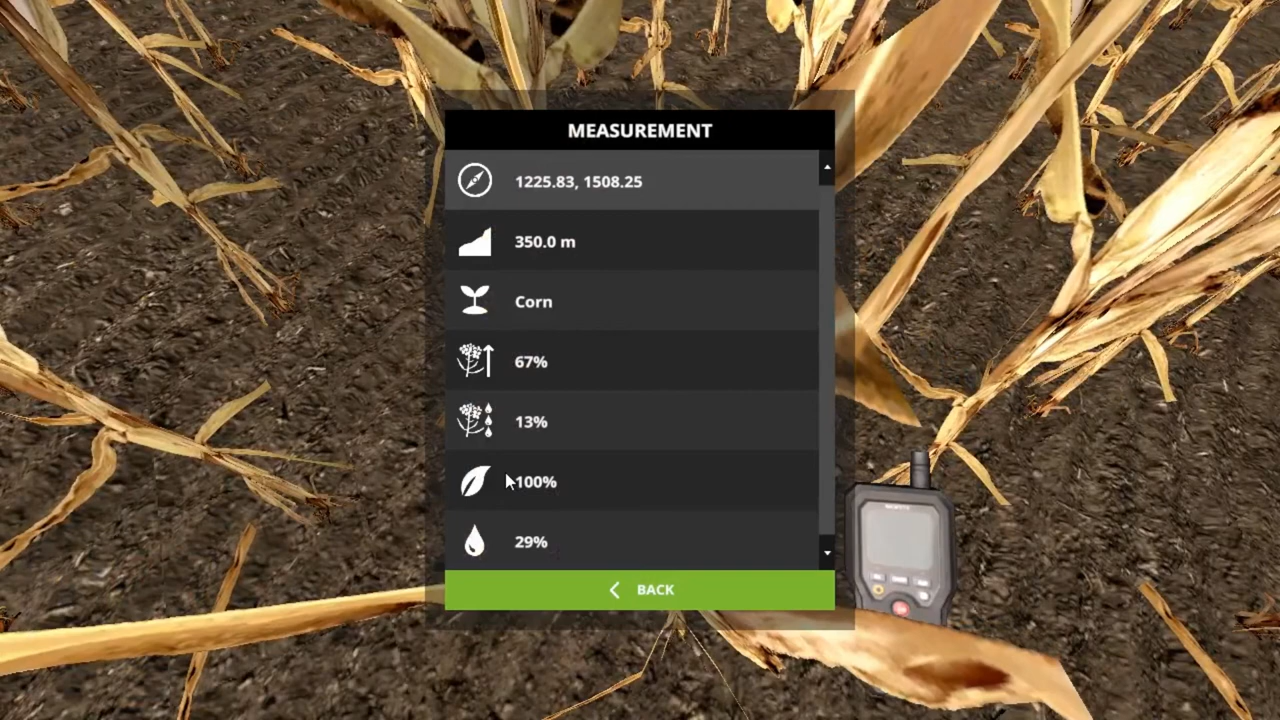 MEASUREMENT
1225.83, 1508.25
350.0 m
Corn
67%
13%
100%
29%
BACK